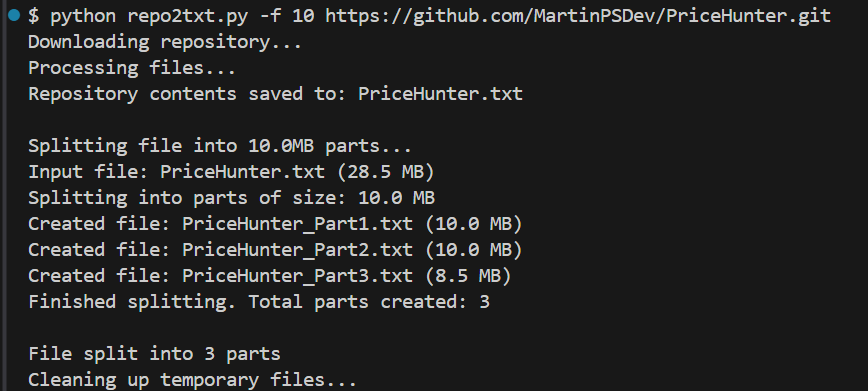 $ python repo2txt.py -f 10 https://github.com/MartinPSDev/PriceHunter.git
Downloading repository...
Processing files...
Repository contents saved to: PriceHunter.txt
Splitting file into 10.0MB parts...
Input file: PriceHunter.txt (28.5 MB)
Splitting into parts of size: 10.0 MB
Created file: PriceHunter_Part1.txt (10.0 MB)
Created file: PriceHunter_Part2.txt (10.0 MB)
Created file: PriceHunter_Part3.txt (8.5 MB)
Finished splitting. Total parts created: 3
File split into 3 parts
Cleaning up temporary files...